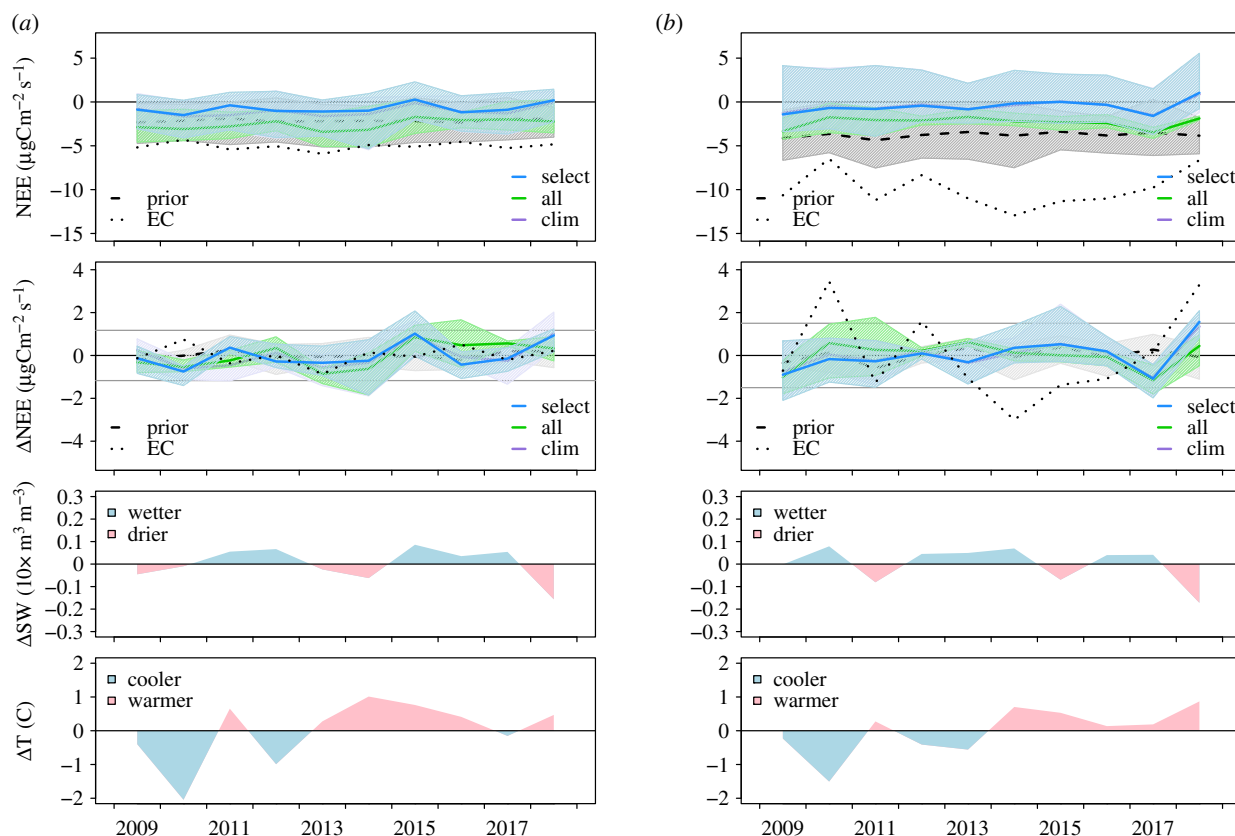 (a)
NEE (µgCm−2 s−1)
5
0
−5
−10
−15
prior
EC
select
all
clim
ΔNEE (µgCm−2 s−1)
4
2
0
−2
−4
prior
EC
select
all
clim
ΔSW (10× m3 m−3)
0.3
0.2
0.1
0
−0.1
−0.2
−0.3
wetter
drier
ΔT (C)
2
1
0
−1
−2
cooler
warmer
2009 2011 2013 2015 2017
(b)
5
0
−5
−10
−15
prior
EC
select
all
clim
4
2
0
−2
−4
prior
EC
select
all
clim
0.3
0.2
0.1
0
−0.1
−0.2
−0.3
wetter
drier
2
1
0
−1
−2
cooler
warmer
2009 2011 2013 2015 2017